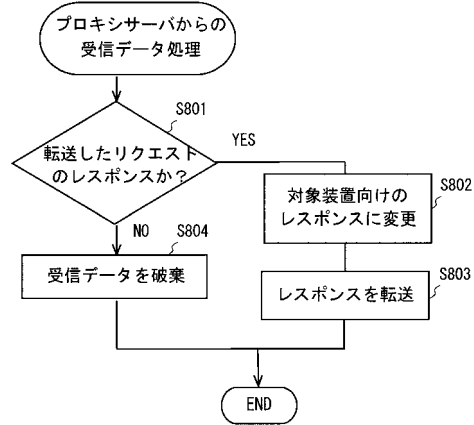 プロキシサーバからの
受信データ処理
S801
転送したリクエスト
のレスポンスか?
YES
S802
対象装置向けの
レスポンスに変更
NO
S804
受信データを破棄
S803
レスポンスを転送
END